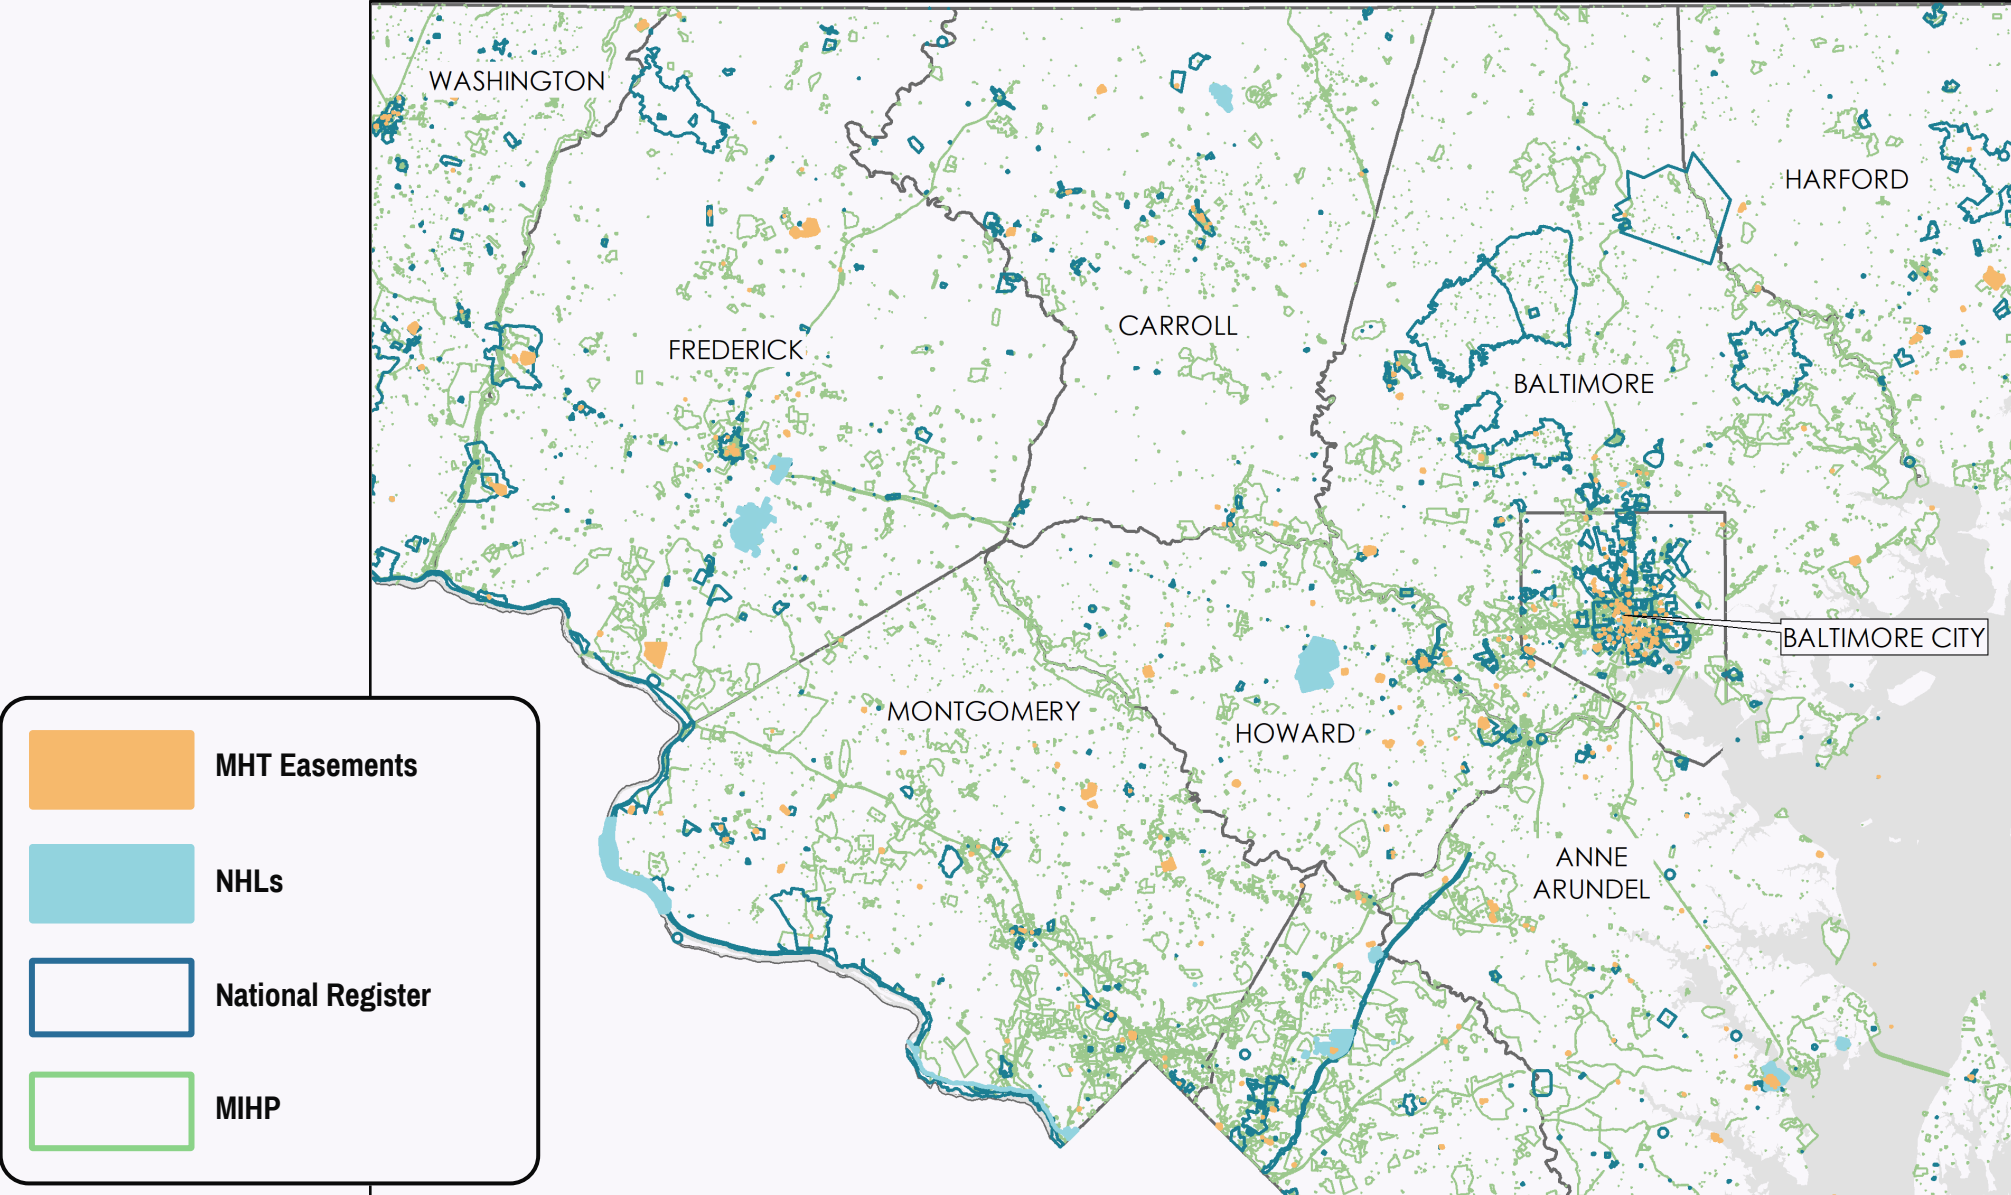 WASHINGTON
HARFORD
CARROLL
FREDERICK
BALTIMORE
BALTIMORE CITY
MONTGOMERY
HOWARD
ANNE
ARUNDEL
MHT Easements
NHLs
National Register
MIHP